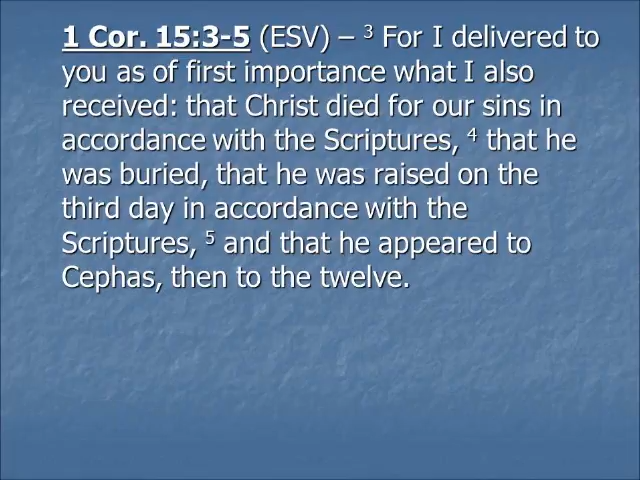 1 Cor. 15:3-5 (ESV) – ³ For I delivered to
you as of first importance what I also
received: that Christ died for our sins in
accordance with the Scriptures, ⁴ that he
was buried, that he was raised on the
third day in accordance with the
Scriptures, ⁵ and that he appeared to
Cephas, then to the twelve.